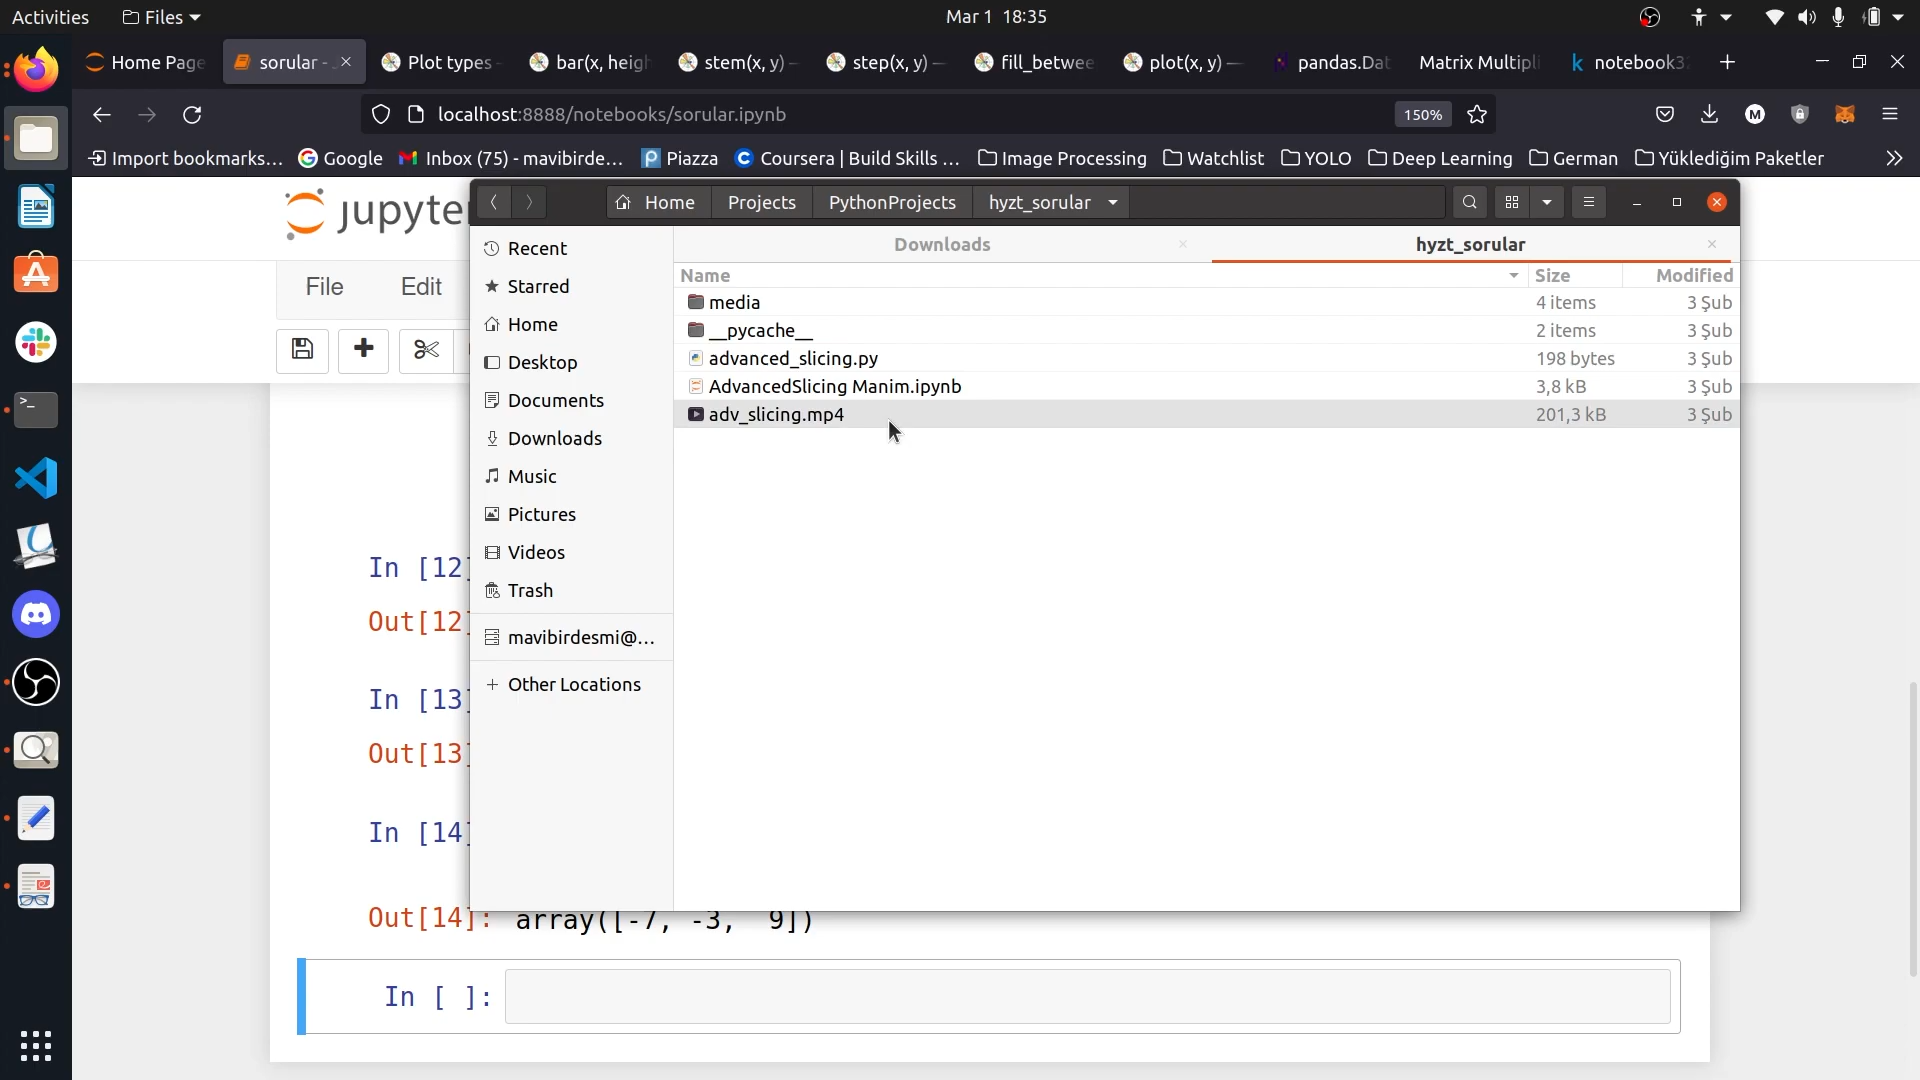 Activities Files Mar 1 18:35
Home Page sorular - Plot types - bar(x, heigh stem(x, y) — step(x, y) — fill_betwee plot(x, y) — pandas.Dat Matrix Multipli notebook3
localhost:8888/notebooks/sorular.ipynb 150%
Import bookmarks... Google Inbox (75) - mavibirde... Piazza Coursera | Build Skills ... Image Processing Watchlist YOLO Deep Learning German Yüklediğim Paketler
jupyte
File Edit
Home Projects PythonProjects hyzt_sorular
Recent
Starred
Home
Desktop
Documents
Downloads
Music
Pictures
Videos
Trash
mavibirdesmi@...
+ Other Locations
Downloads hyzt_sorular
Name Size Modified
media 4 items 3 Şub
__pycache__ 2 items 3 Şub
advanced_slicing.py 198 bytes 3 Şub
AdvancedSlicing Manim.ipynb 3,8 kB 3 Şub
adv_slicing.mp4 201,3 kB 3 Şub
In [12]
Out[12]
In [13]
Out[13]
In [14]
Out[14]: array([-7, -3, 9])
In [ ]: